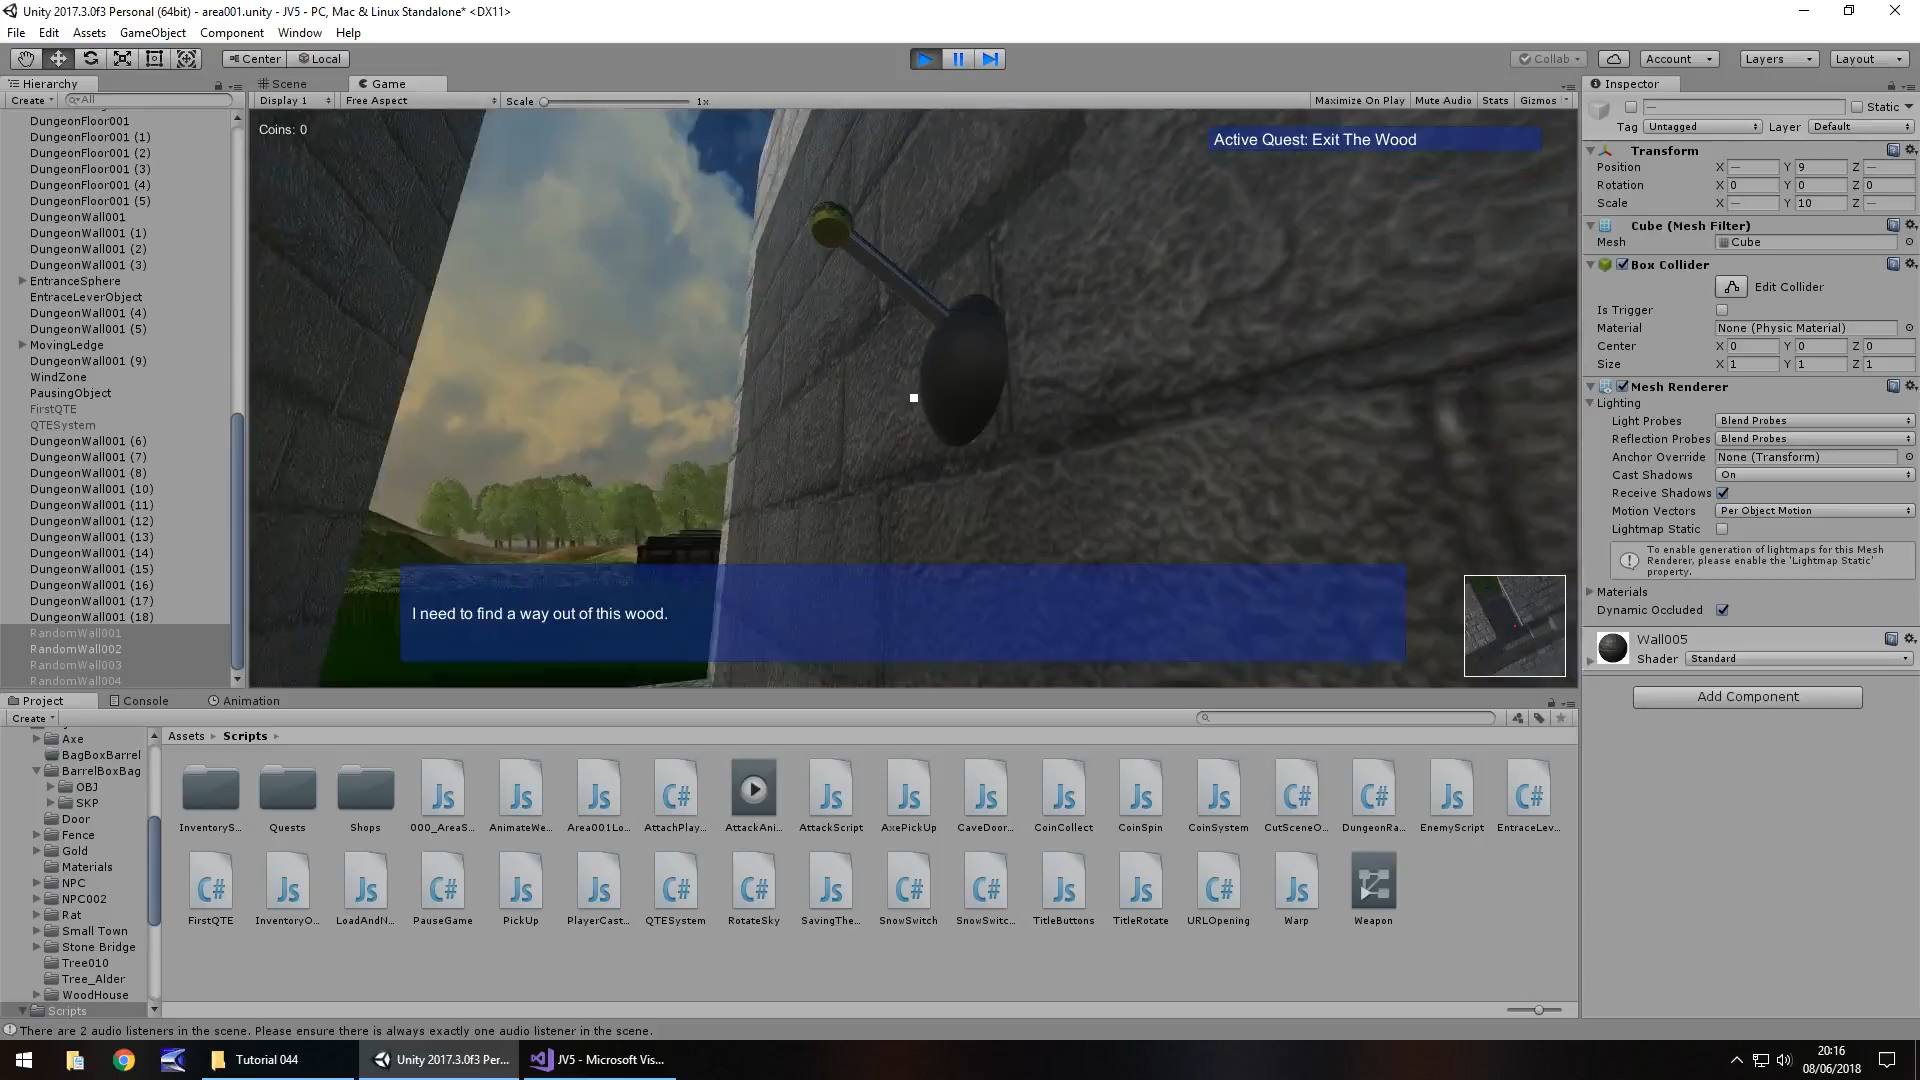 Unity 2017.3.0f3 Personal (64bit) - area001.unity - JV5 - PC, Mac & Linux Standalone* <DX11>
File Edit Assets GameObject Component Window Help
Center Local
Collab Account Layers Layout
Hierarchy
Create All
DungeonFloor001
DungeonFloor001 (1)
DungeonFloor001 (2)
DungeonFloor001 (3)
DungeonFloor001 (4)
DungeonFloor001 (5)
DungeonWall001
DungeonWall001 (1)
DungeonWall001 (2)
DungeonWall001 (3)
EntranceSphere
EntraceLeverObject
DungeonWall001 (4)
DungeonWall001 (5)
MovingLedge
DungeonWall001 (9)
WindZone
PausingObject
FirstQTE
QTESystem
DungeonWall001 (6)
DungeonWall001 (7)
DungeonWall001 (8)
DungeonWall001 (10)
DungeonWall001 (11)
DungeonWall001 (12)
DungeonWall001 (13)
DungeonWall001 (14)
DungeonWall001 (15)
DungeonWall001 (16)
DungeonWall001 (17)
DungeonWall001 (18)
RandomWall001
RandomWall002
RandomWall003
RandomWall004
Scene Game
Display 1 Free Aspect Scale 1x Maximize On Play Mute Audio Stats Gizmos
Coins: 0
Active Quest: Exit The Wood
I need to find a way out of this wood.
Inspector
— Static
Tag Untagged Layer Default
Transform
Position X — Y 9 Z —
Rotation X 0 Y 0 Z 0
Scale X — Y 10 Z —
Cube (Mesh Filter)
Mesh Cube
Box Collider
Edit Collider
Is Trigger
Material None (Physic Material)
Center X 0 Y 0 Z 0
Size X 1 Y 1 Z 1
Mesh Renderer
Lighting
Light Probes Blend Probes
Reflection Probes Blend Probes
Anchor Override None (Transform)
Cast Shadows On
Receive Shadows
Motion Vectors Per Object Motion
Lightmap Static
To enable generation of lightmaps for this Mesh
Renderer, please enable the 'Lightmap Static'
property.
Materials
Dynamic Occluded
Wall005
Shader Standard
Add Component
Project Console Animation
Create
Axe
BagBoxBarrel
BarrelBoxBag
OBJ
SKP
Door
Fence
Gold
Materials
NPC
NPC002
Rat
Small Town
Stone Bridge
Tree010
Tree_Alder
WoodHouse
Scripts
Assets Scripts
InventoryS... Quests Shops 000_AreaS... AnimateWe... Area001Lo... AttachPlay... AttackAni... AttackScript AxePickUp CaveDoor... CoinCollect CoinSpin CoinSystem CutSceneO... DungeonRa... EnemyScript EntraceLev...
FirstQTE InventoryO... LoadAndN... PauseGame PickUp PlayerCast... QTESystem RotateSky SavingThe... SnowSwitch SnowSwitc... TitleButtons TitleRotate URLOpening Warp Weapon
There are 2 audio listeners in the scene. Please ensure there is always exactly one audio listener in the scene.
Tutorial 044 Unity 2017.3.0f3 Per... JV5 - Microsoft Vis...
20:16
08/06/2018